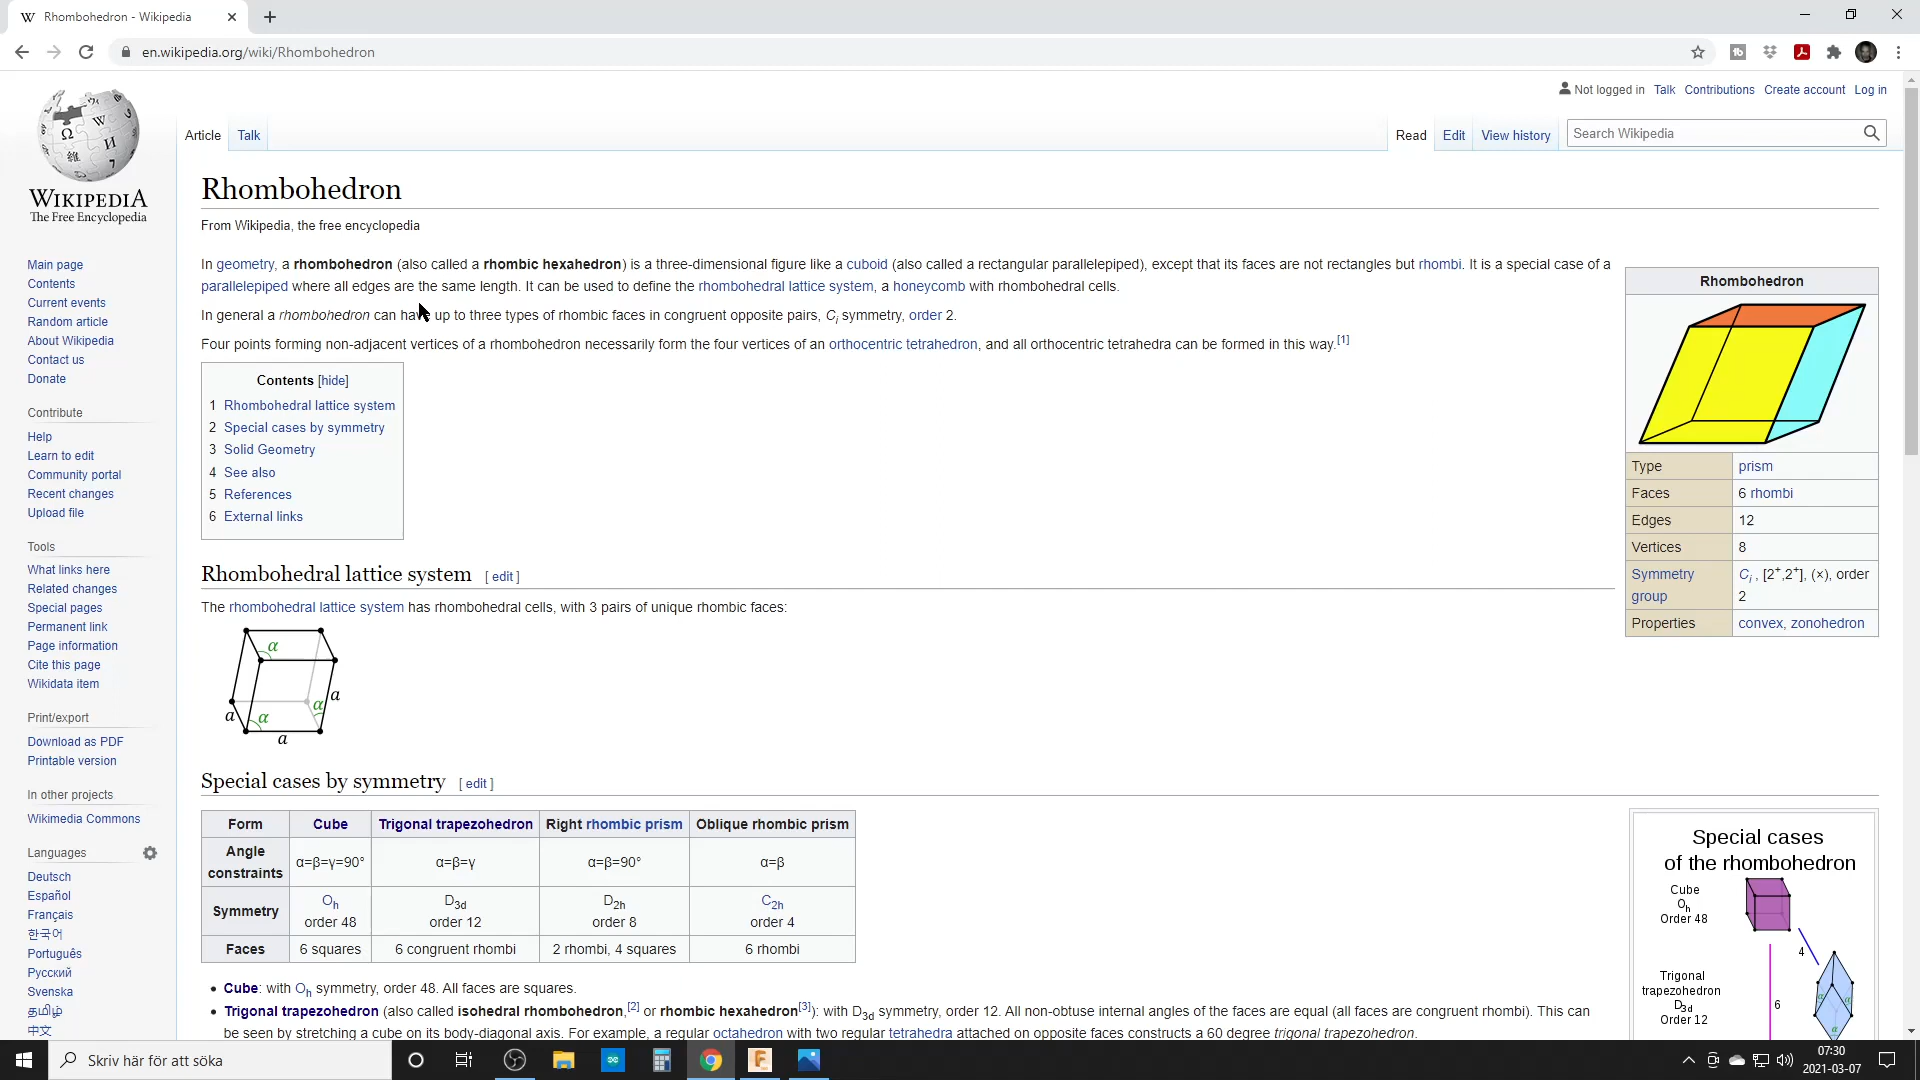 Rhombohedron - Wikipedia
en.wikipedia.org/wiki/Rhombohedron
Not logged in Talk Contributions Create account Log in
Article Talk Read Edit View history Search Wikipedia
WIKIPEDIA
The Free Encyclopedia
Main page
Contents
Current events
Random article
About Wikipedia
Contact us
Donate
Contribute
Help
Learn to edit
Community portal
Recent changes
Upload file
Tools
What links here
Related changes
Special pages
Permanent link
Page information
Cite this page
Wikidata item
Print/export
Download as PDF
Printable version
In other projects
Wikimedia Commons
Languages
Deutsch
Español
Français
한국어
Português
Русский
Svenska
தமிழ்
中文
Rhombohedron
From Wikipedia, the free encyclopedia
In geometry, a rhombohedron (also called a rhombic hexahedron) is a three-dimensional figure like a cuboid (also called a rectangular parallelepiped), except that its faces are not rectangles but rhombi. It is a special case of a
parallelepiped where all edges are the same length. It can be used to define the rhombohedral lattice system, a honeycomb with rhombohedral cells.
In general a rhombohedron can have up to three types of rhombic faces in congruent opposite pairs, Ci symmetry, order 2.
Four points forming non-adjacent vertices of a rhombohedron necessarily form the four vertices of an orthocentric tetrahedron, and all orthocentric tetrahedra can be formed in this way.[1]
Contents [hide]
1 Rhombohedral lattice system
2 Special cases by symmetry
3 Solid Geometry
4 See also
5 References
6 External links
Rhombohedron
Type prism
Faces 6 rhombi
Edges 12
Vertices 8
Symmetry group Ci , [2+,2+], (×), order 2
Properties convex, zonohedron
Rhombohedral lattice system [ edit ]
The rhombohedral lattice system has rhombohedral cells, with 3 pairs of unique rhombic faces:
α
a
α
α
a
a
Special cases by symmetry [ edit ]
Form Cube Trigonal trapezohedron Right rhombic prism Oblique rhombic prism
Angle constraints α=β=γ=90° α=β=γ α=β=90° α=β
Symmetry Oh order 48 D3d order 12 D2h order 8 C2h order 4
Faces 6 squares 6 congruent rhombi 2 rhombi, 4 squares 6 rhombi
• Cube: with Oh symmetry, order 48. All faces are squares.
• Trigonal trapezohedron (also called isohedral rhombohedron,[2] or rhombic hexahedron[3]): with D3d symmetry, order 12. All non-obtuse internal angles of the faces are equal (all faces are congruent rhombi). This can
be seen by stretching a cube on its body-diagonal axis. For example, a regular octahedron with two regular tetrahedra attached on opposite faces constructs a 60 degree trigonal trapezohedron.
Special cases
of the rhombohedron
Cube
Oh
Order 48
4
Trigonal
trapezohedron
D3d
Order 12
6
α
α
α
Skriv här för att söka
07:30
2021-03-07